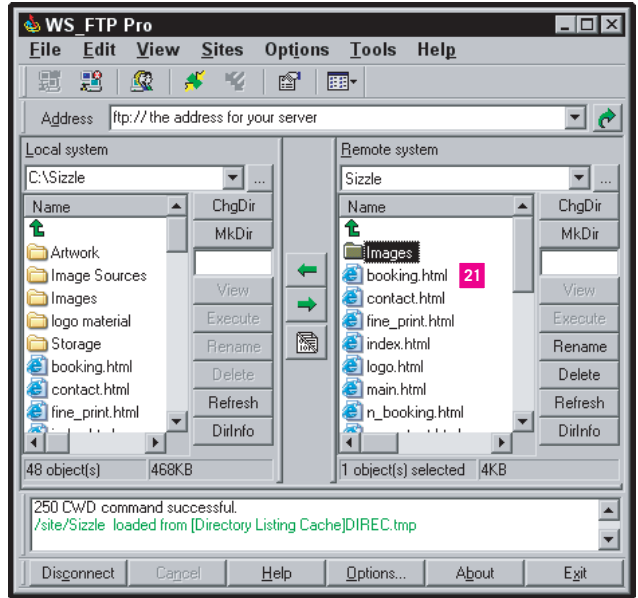 WS_FTP Pro
File Edit View Sites Options Tools Help
Address ftp://the address for your server
Local system
C:\Sizzle
...
Name
ChgDir
MkDir
Artwork
Image Sources
Images
logo material
Storage
booking.html
contact.html
fine_print.html
View
Execute
Rename
Delete
Refresh
DirInfo
48 object(s) 468KB
Remote system
Sizzle
...
Name
ChgDir
MkDir
Images
booking.html 21
contact.html
fine_print.html
index.html
logo.html
main.html
n_booking.html
View
Execute
Rename
Delete
Refresh
DirInfo
1 object(s) selected 4KB
250 CWD command successful.
/site/Sizzle loaded from [Directory Listing Cache]DIREC.tmp
Disconnect Cancel Help Options... About Exit